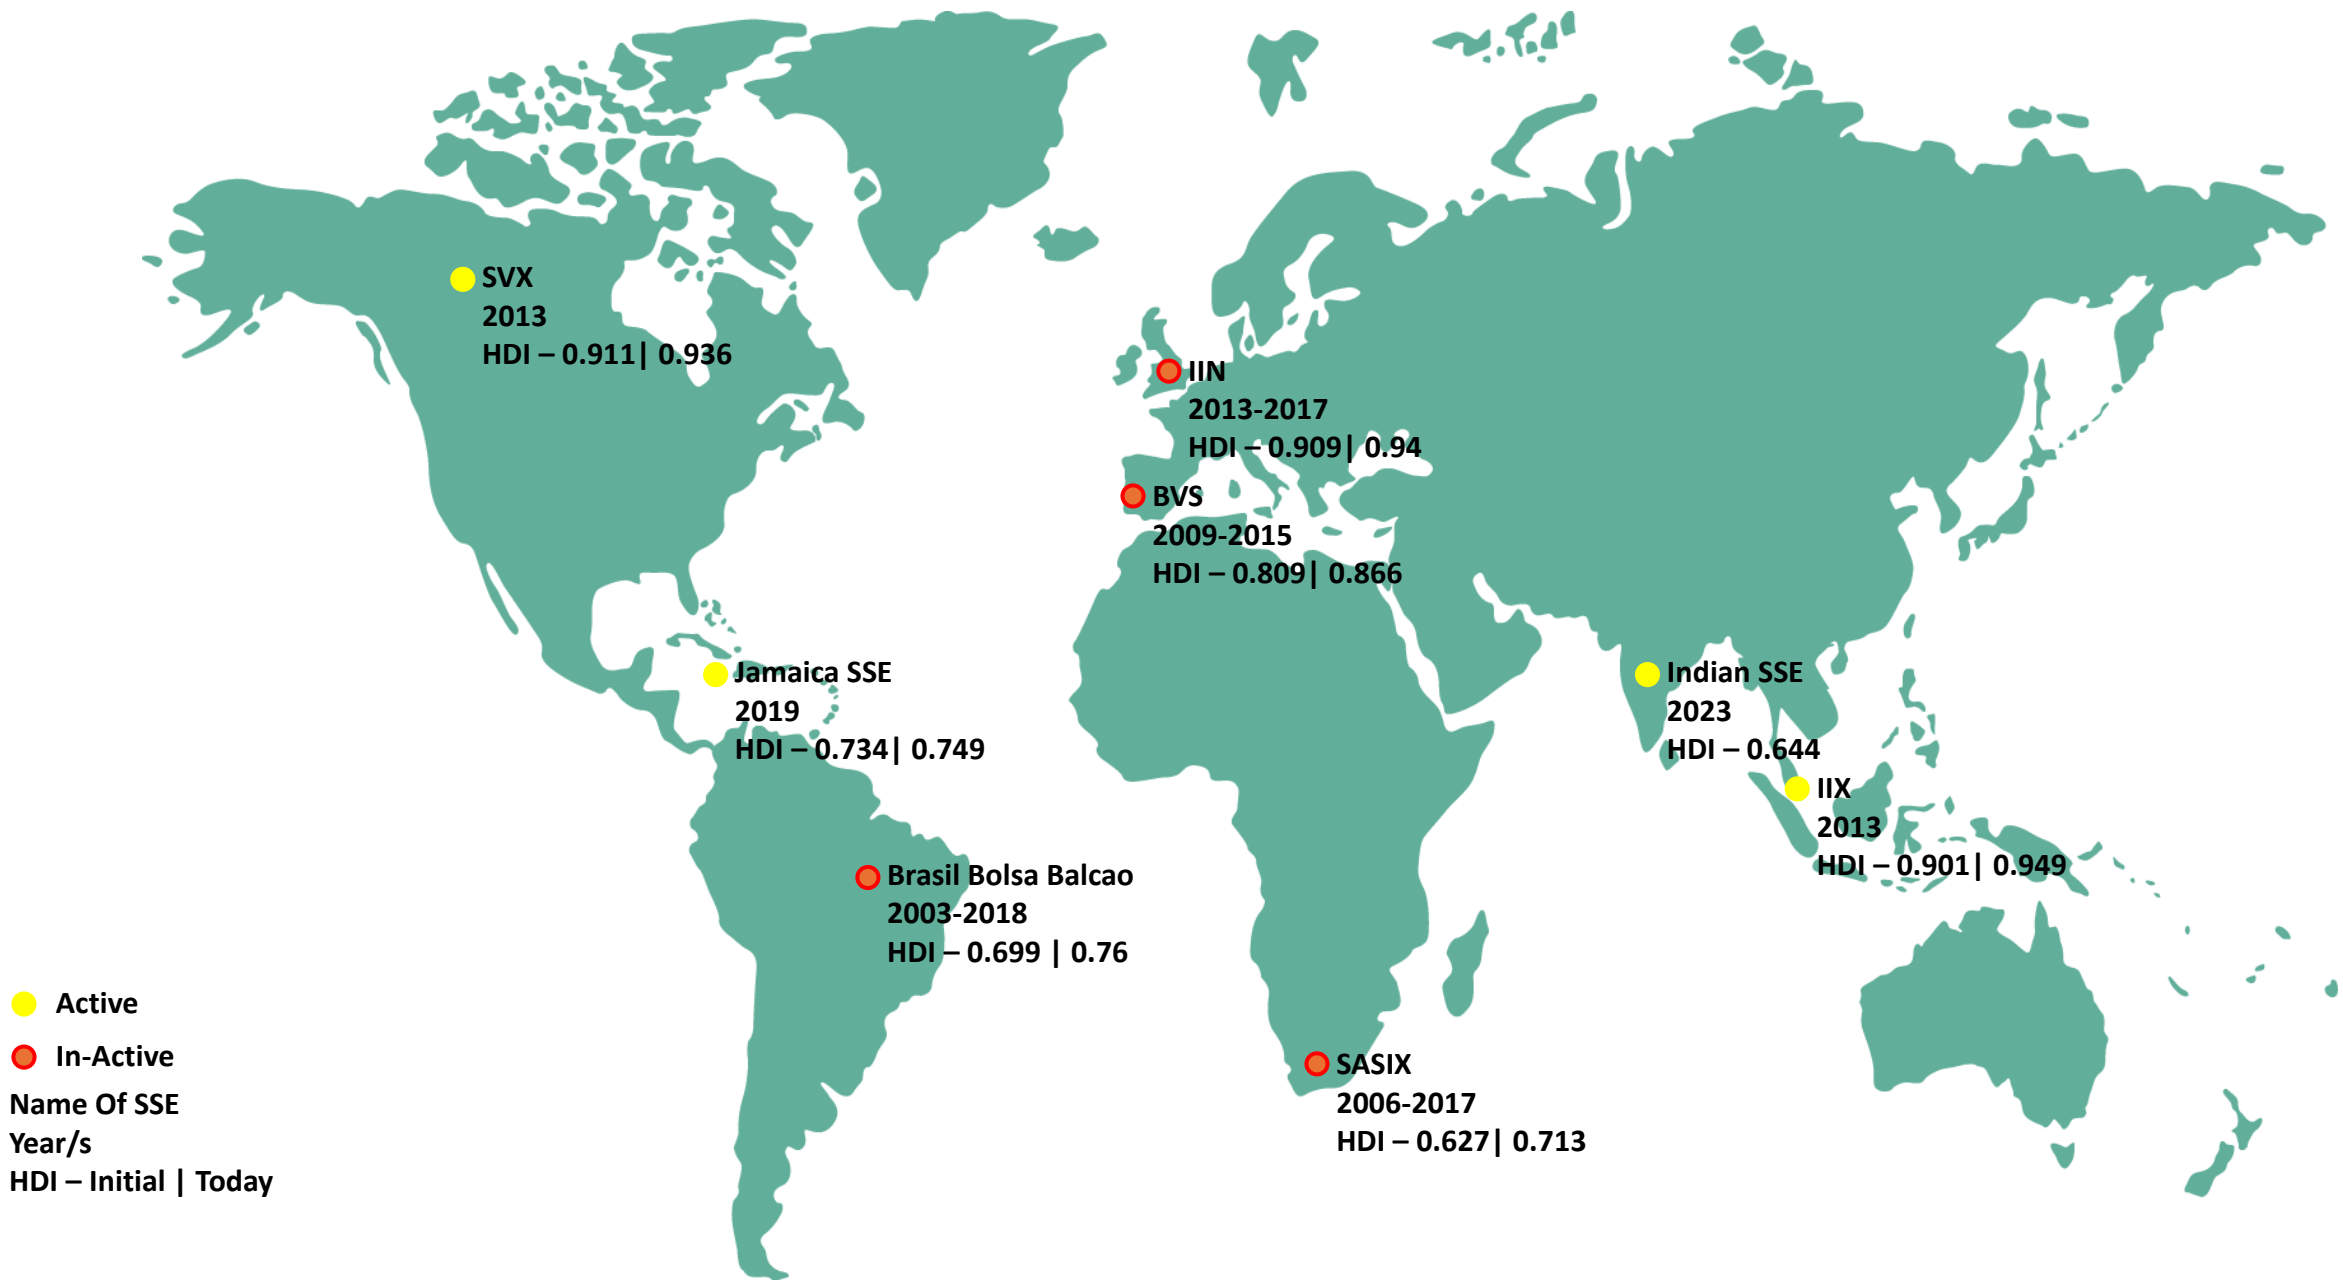 SVX
2013
HDI – 0.911| 0.936
IIN
2013-2017
HDI – 0.909| 0.94
BVS
2009-2015
HDI – 0.809| 0.866
Jamaica SSE
2019
HDI – 0.734| 0.749
Indian SSE
2023
HDI – 0.644
IIX
2013
HDI – 0.901| 0.949
Brasil Bolsa Balcao
2003-2018
HDI – 0.699 | 0.76
SASIX
2006-2017
HDI – 0.627| 0.713
Active
In-Active
Name Of SSE
Year/s
HDI – Initial | Today